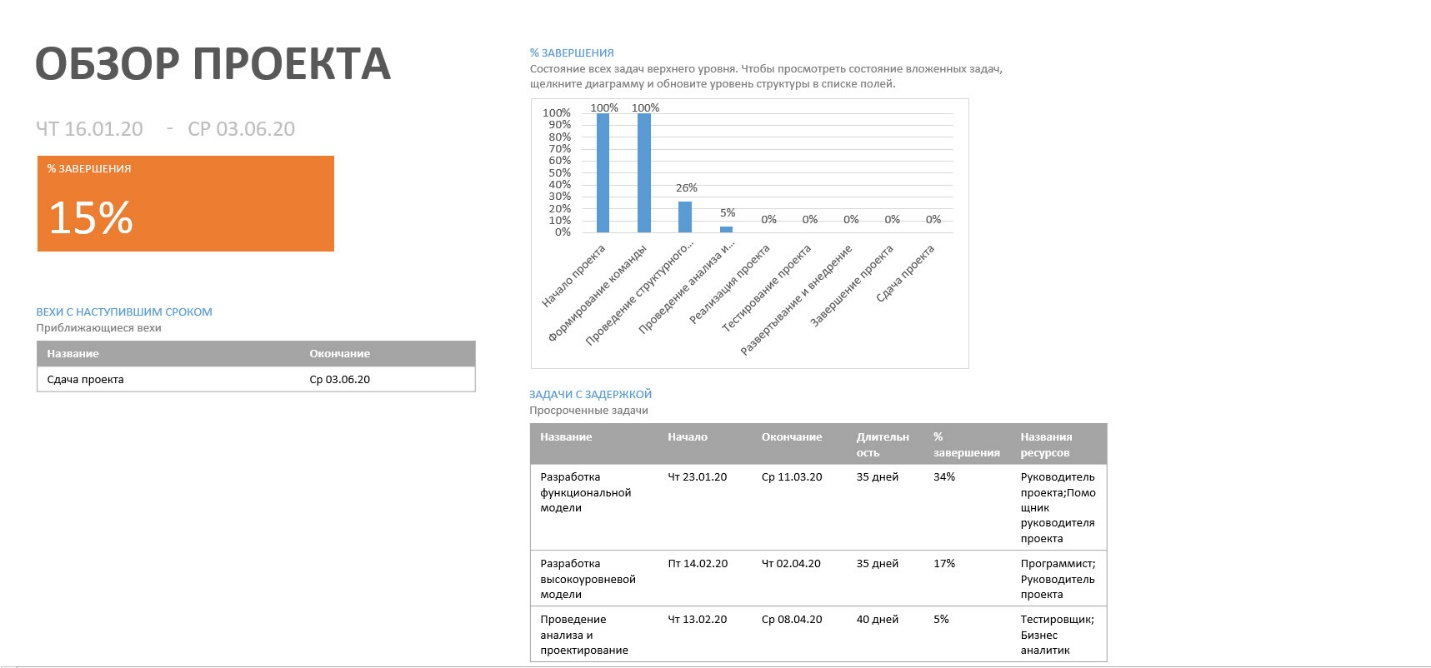 ОБЗОР ПРОЕКТА
ЧТ 16.01.20 - СР 03.06.20
% ЗАВЕРШЕНИЯ
15%
ВЕХИ С НАСТУПИВШИМ СРОКОМ
Приближающиеся вехи
Название Окончание
Сдача проекта Ср 03.06.20
% ЗАВЕРШЕНИЯ
Состояние всех задач верхнего уровня. Чтобы просмотреть состояние вложенных задач,
щелкните диаграмму и обновите уровень структуры в списке полей.
100%
90%
80%
70%
60%
50%
40%
30%
20%
10%
0%
100% 100% 26% 5% 0% 0% 0% 0% 0%
Начало проекта
Формирование команды
Проведение структурного...
Проведение анализа и...
Реализация проекта
Тестирование проекта
Развертывание и внедрение
Завершение проекта
Сдача проекта
ЗАДАЧИ С ЗАДЕРЖКОЙ
Просроченные задачи
Название Начало Окончание Длительн % Названия
ость завершения ресурсов
Разработка Чт 23.01.20 Ср 11.03.20 35 дней 34% Руководитель
функциональной проекта;Помо
модели щник
руководителя
проекта
Разработка Пт 14.02.20 Чт 02.04.20 35 дней 17% Программист;
высокоуровневой Руководитель
модели проекта
Проведение Чт 13.02.20 Ср 08.04.20 40 дней 5% Тестировщик;
анализа и Бизнес
проектирование аналитик